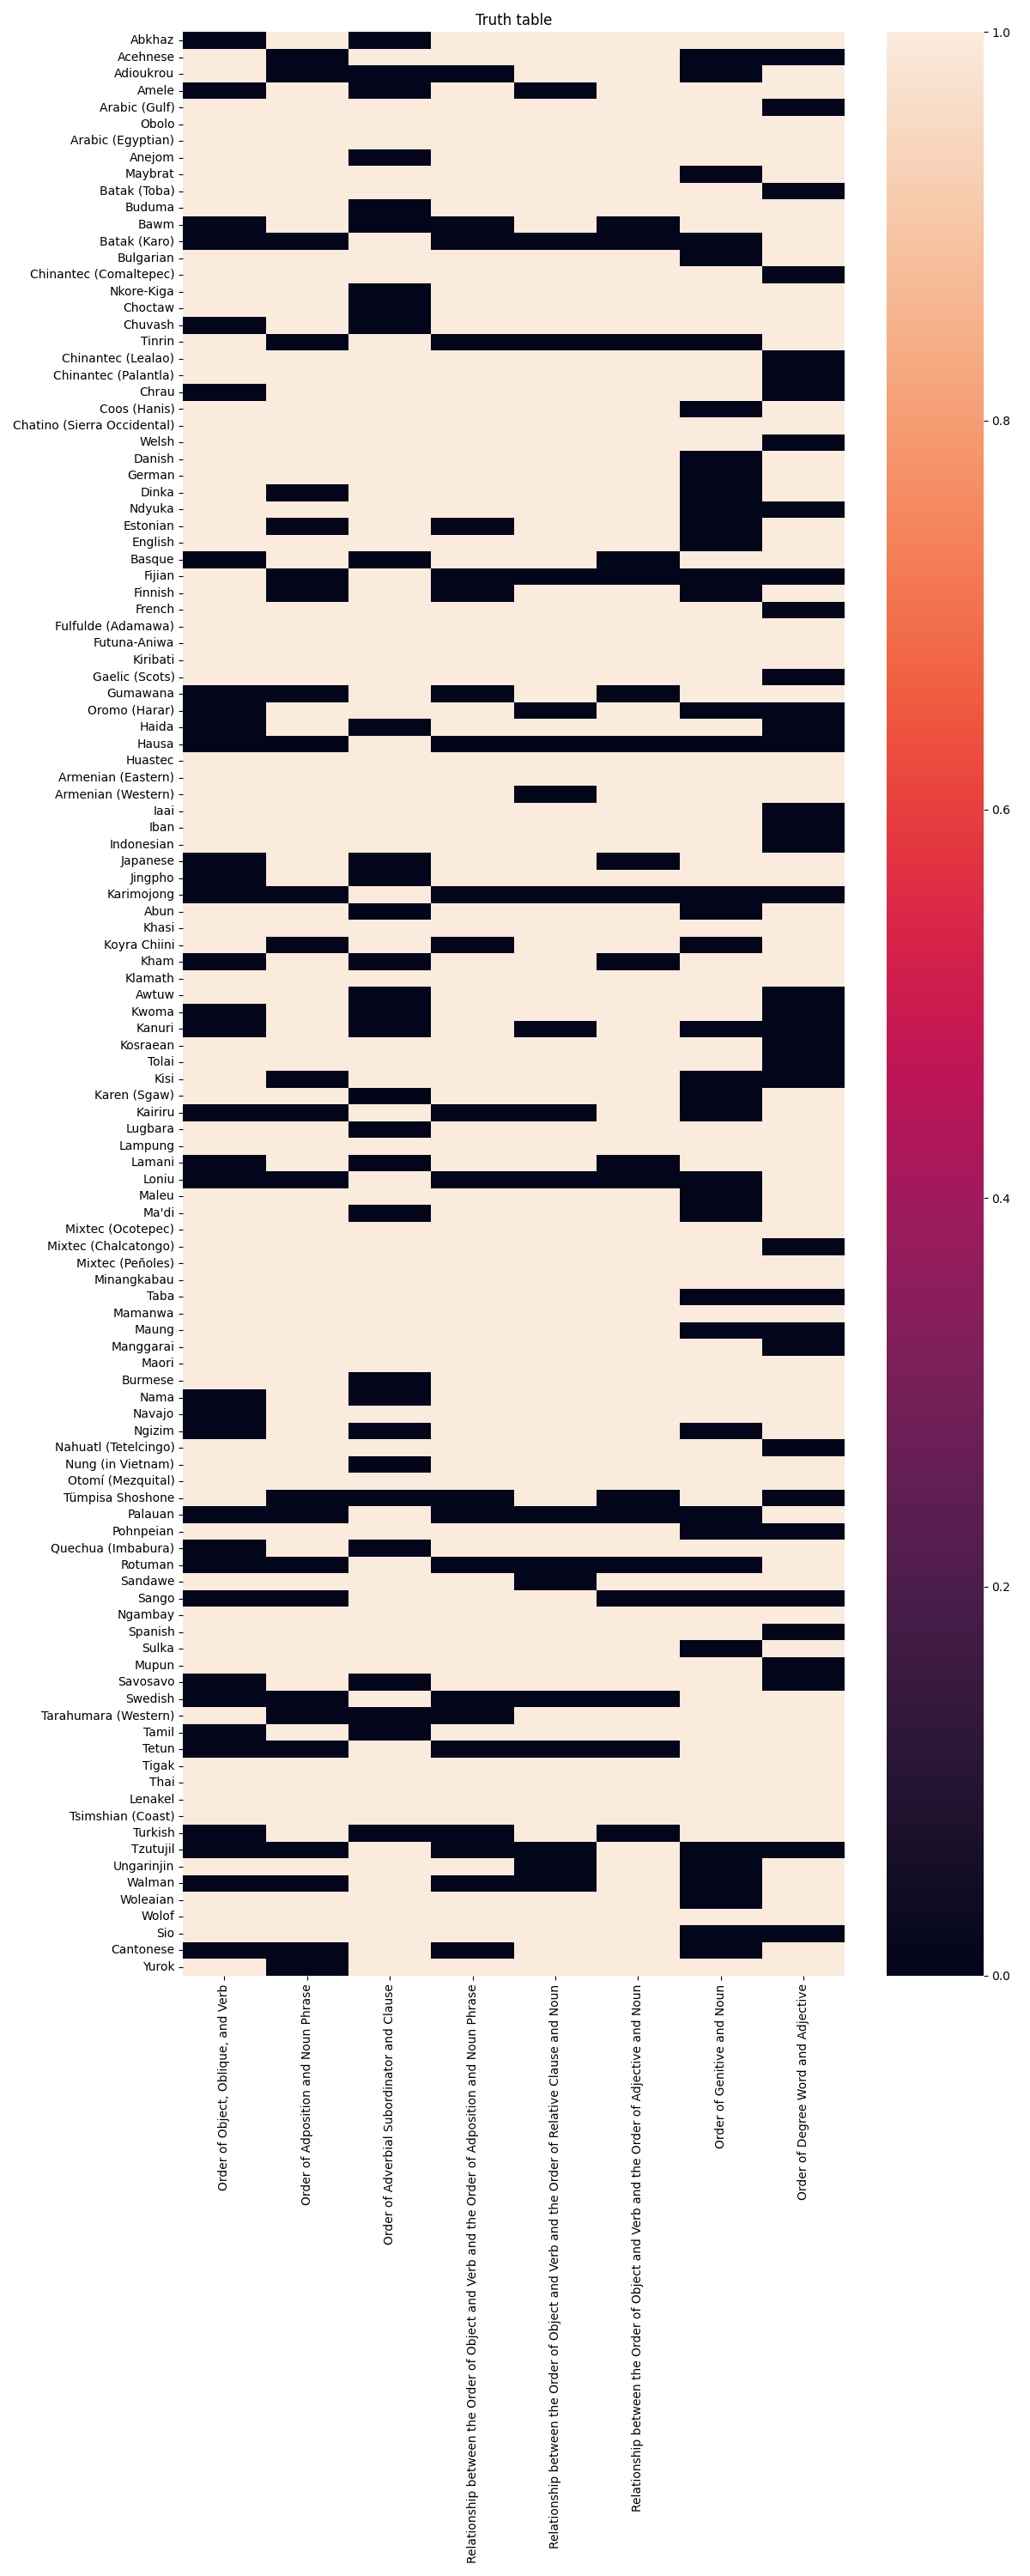 Truth table
Abkhaz
Acehnese
Adioukrou
Amele
Arabic (Gulf)
Obolo
Arabic (Egyptian)
Anejom
Maybrat
Batak (Toba)
Buduma
Bawm
Batak (Karo)
Bulgarian
Chinantec (Comaltepec)
Nkore-Kiga
Choctaw
Chuvash
Tinrin
Chinantec (Lealao)
Chinantec (Palantla)
Chrau
Coos (Hanis)
Chatino (Sierra Occidental)
Welsh
Danish
German
Dinka
Ndyuka
Estonian
English
Basque
Fijian
Finnish
French
Fulfulde (Adamawa)
Futuna-Aniwa
Kiribati
Gaelic (Scots)
Gumawana
Oromo (Harar)
Haida
Hausa
Huastec
Armenian (Eastern)
Armenian (Western)
Iaai
Iban
Indonesian
Japanese
Jingpho
Karimojong
Abun
Khasi
Koyra Chiini
Kham
Klamath
Awtuw
Kwoma
Kanuri
Kosraean
Tolai
Kisi
Karen (Sgaw)
Kairiru
Lugbara
Lampung
Lamani
Loniu
Maleu
Ma'di
Mixtec (Ocotepec)
Mixtec (Chalcatongo)
Mixtec (Peñoles)
Minangkabau
Taba
Mamanwa
Maung
Manggarai
Maori
Burmese
Nama
Navajo
Ngizim
Nahuatl (Tetelcingo)
Nung (in Vietnam)
Otomí (Mezquital)
Tümpisa Shoshone
Palauan
Pohnpeian
Quechua (Imbabura)
Rotuman
Sandawe
Sango
Ngambay
Spanish
Sulka
Mupun
Savosavo
Swedish
Tarahumara (Western)
Tamil
Tetun
Tigak
Thai
Lenakel
Tsimshian (Coast)
Turkish
Tzutujil
Ungarinjin
Walman
Woleaian
Wolof
Sio
Cantonese
Yurok
Order of Object, Oblique, and Verb
Order of Adposition and Noun Phrase
Order of Adverbial Subordinator and Clause
Relationship between the Order of Object and Verb and the Order of Adposition and Noun Phrase
Relationship between the Order of Object and Verb and the Order of Relative Clause and Noun
Relationship between the Order of Object and Verb and the Order of Adjective and Noun
Order of Genitive and Noun
Order of Degree Word and Adjective
1.0
0.8
0.6
0.4
0.2
0.0